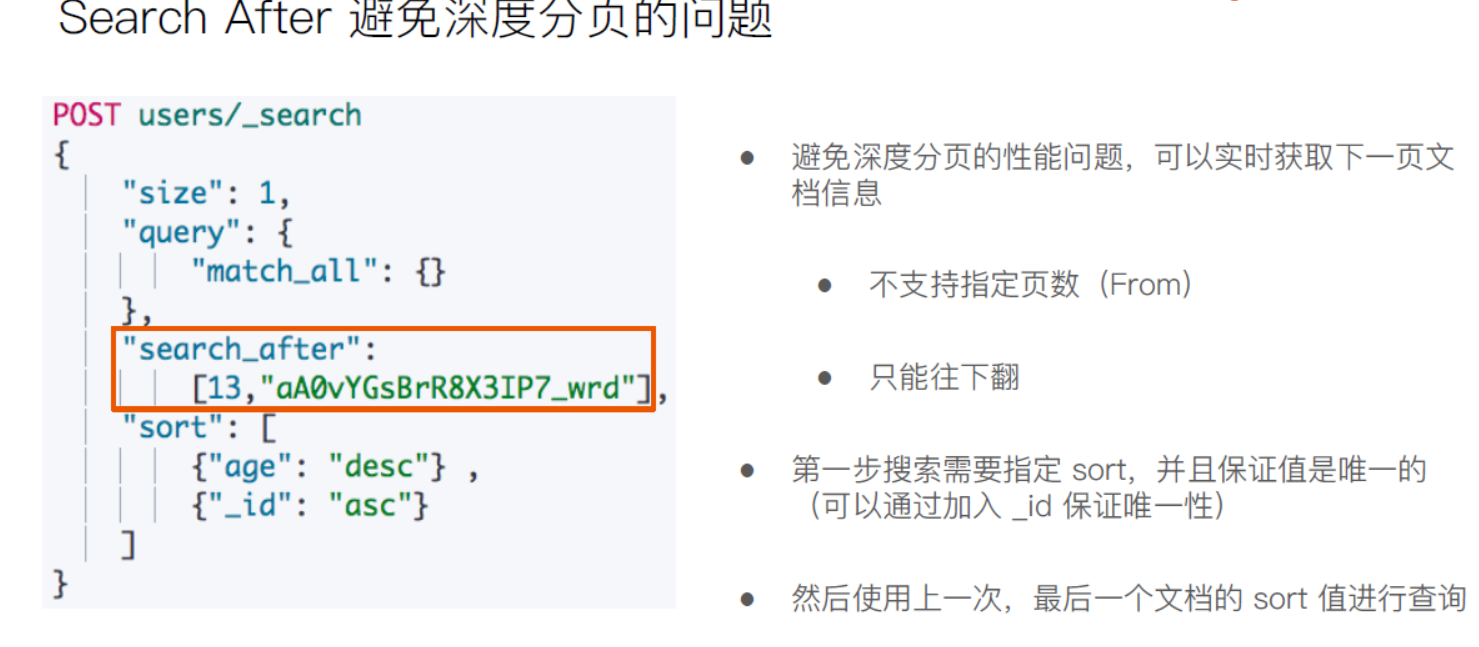 Search After 避免深度分页的问题
POST users/_search
{
"size": 1,
"query": {
"match_all": {}
},
"search_after":
[13,"aA0vYGsBrR8X3IP7_wrd"],
"sort": [
{"age": "desc"} ,
{"_id": "asc"}
]
}
● 避免深度分页的性能问题，可以实时获取下一页文
档信息
● 不支持指定页数（From）
● 只能往下翻
● 第一步搜索需要指定 sort，并且保证值是唯一的
（可以通过加入 _id 保证唯一性）
● 然后使用上一次，最后一个文档的 sort 值进行查询